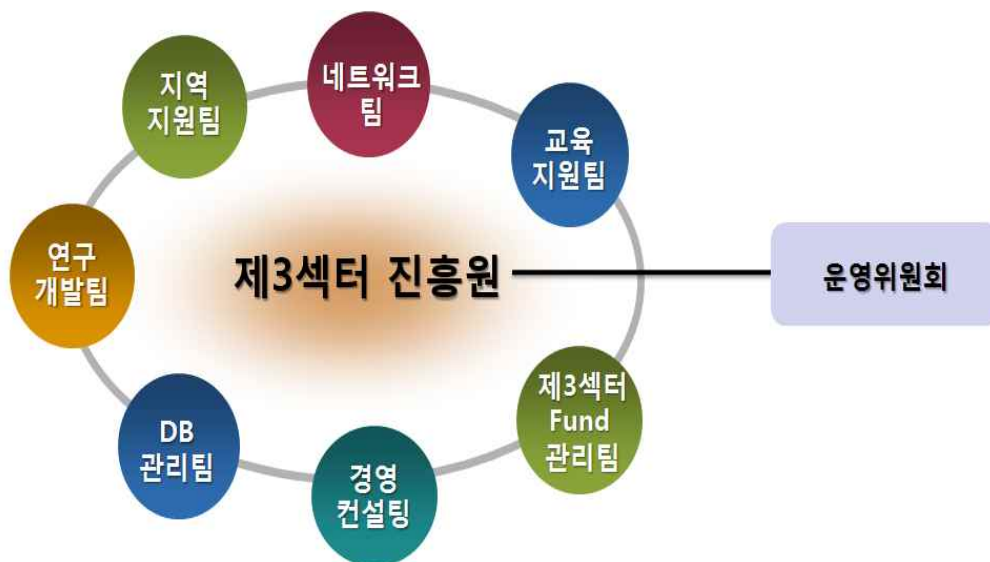 네트워크
팀
지역
지원팀
교육
지원팀
연구
개발팀
제3섹터 진흥원
운영위원회
제3섹터
Fund
관리팀
DB
관리팀
경영
컨설팅